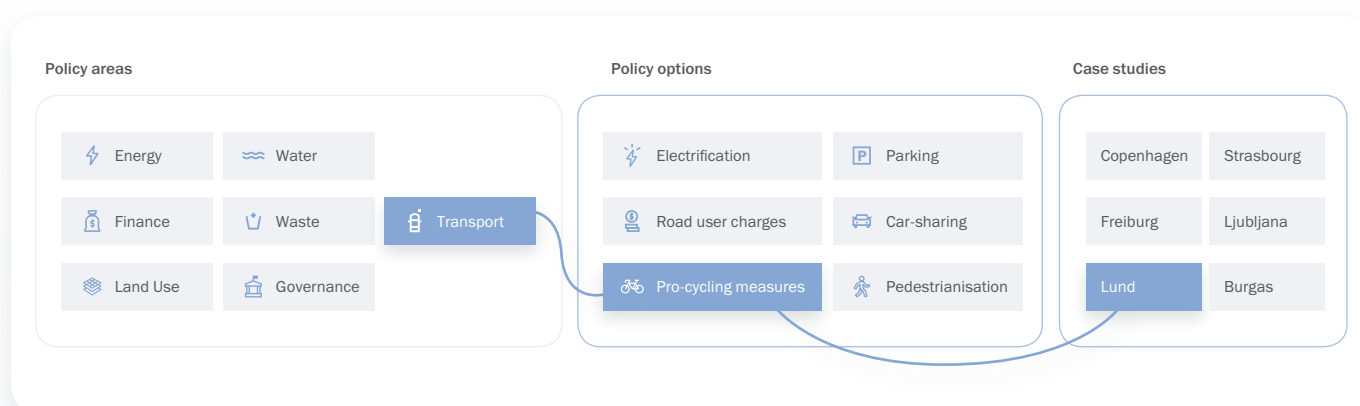 Policy areas
Energy
Water
Finance
Waste
Transport
Land Use
Governance
Policy options
Electrification
Parking
Road user charges
Car-sharing
Pro-cycling measures
Pedestrianisation
Case studies
Copenhagen
Strasbourg
Freiburg
Ljubljana
Lund
Burgas